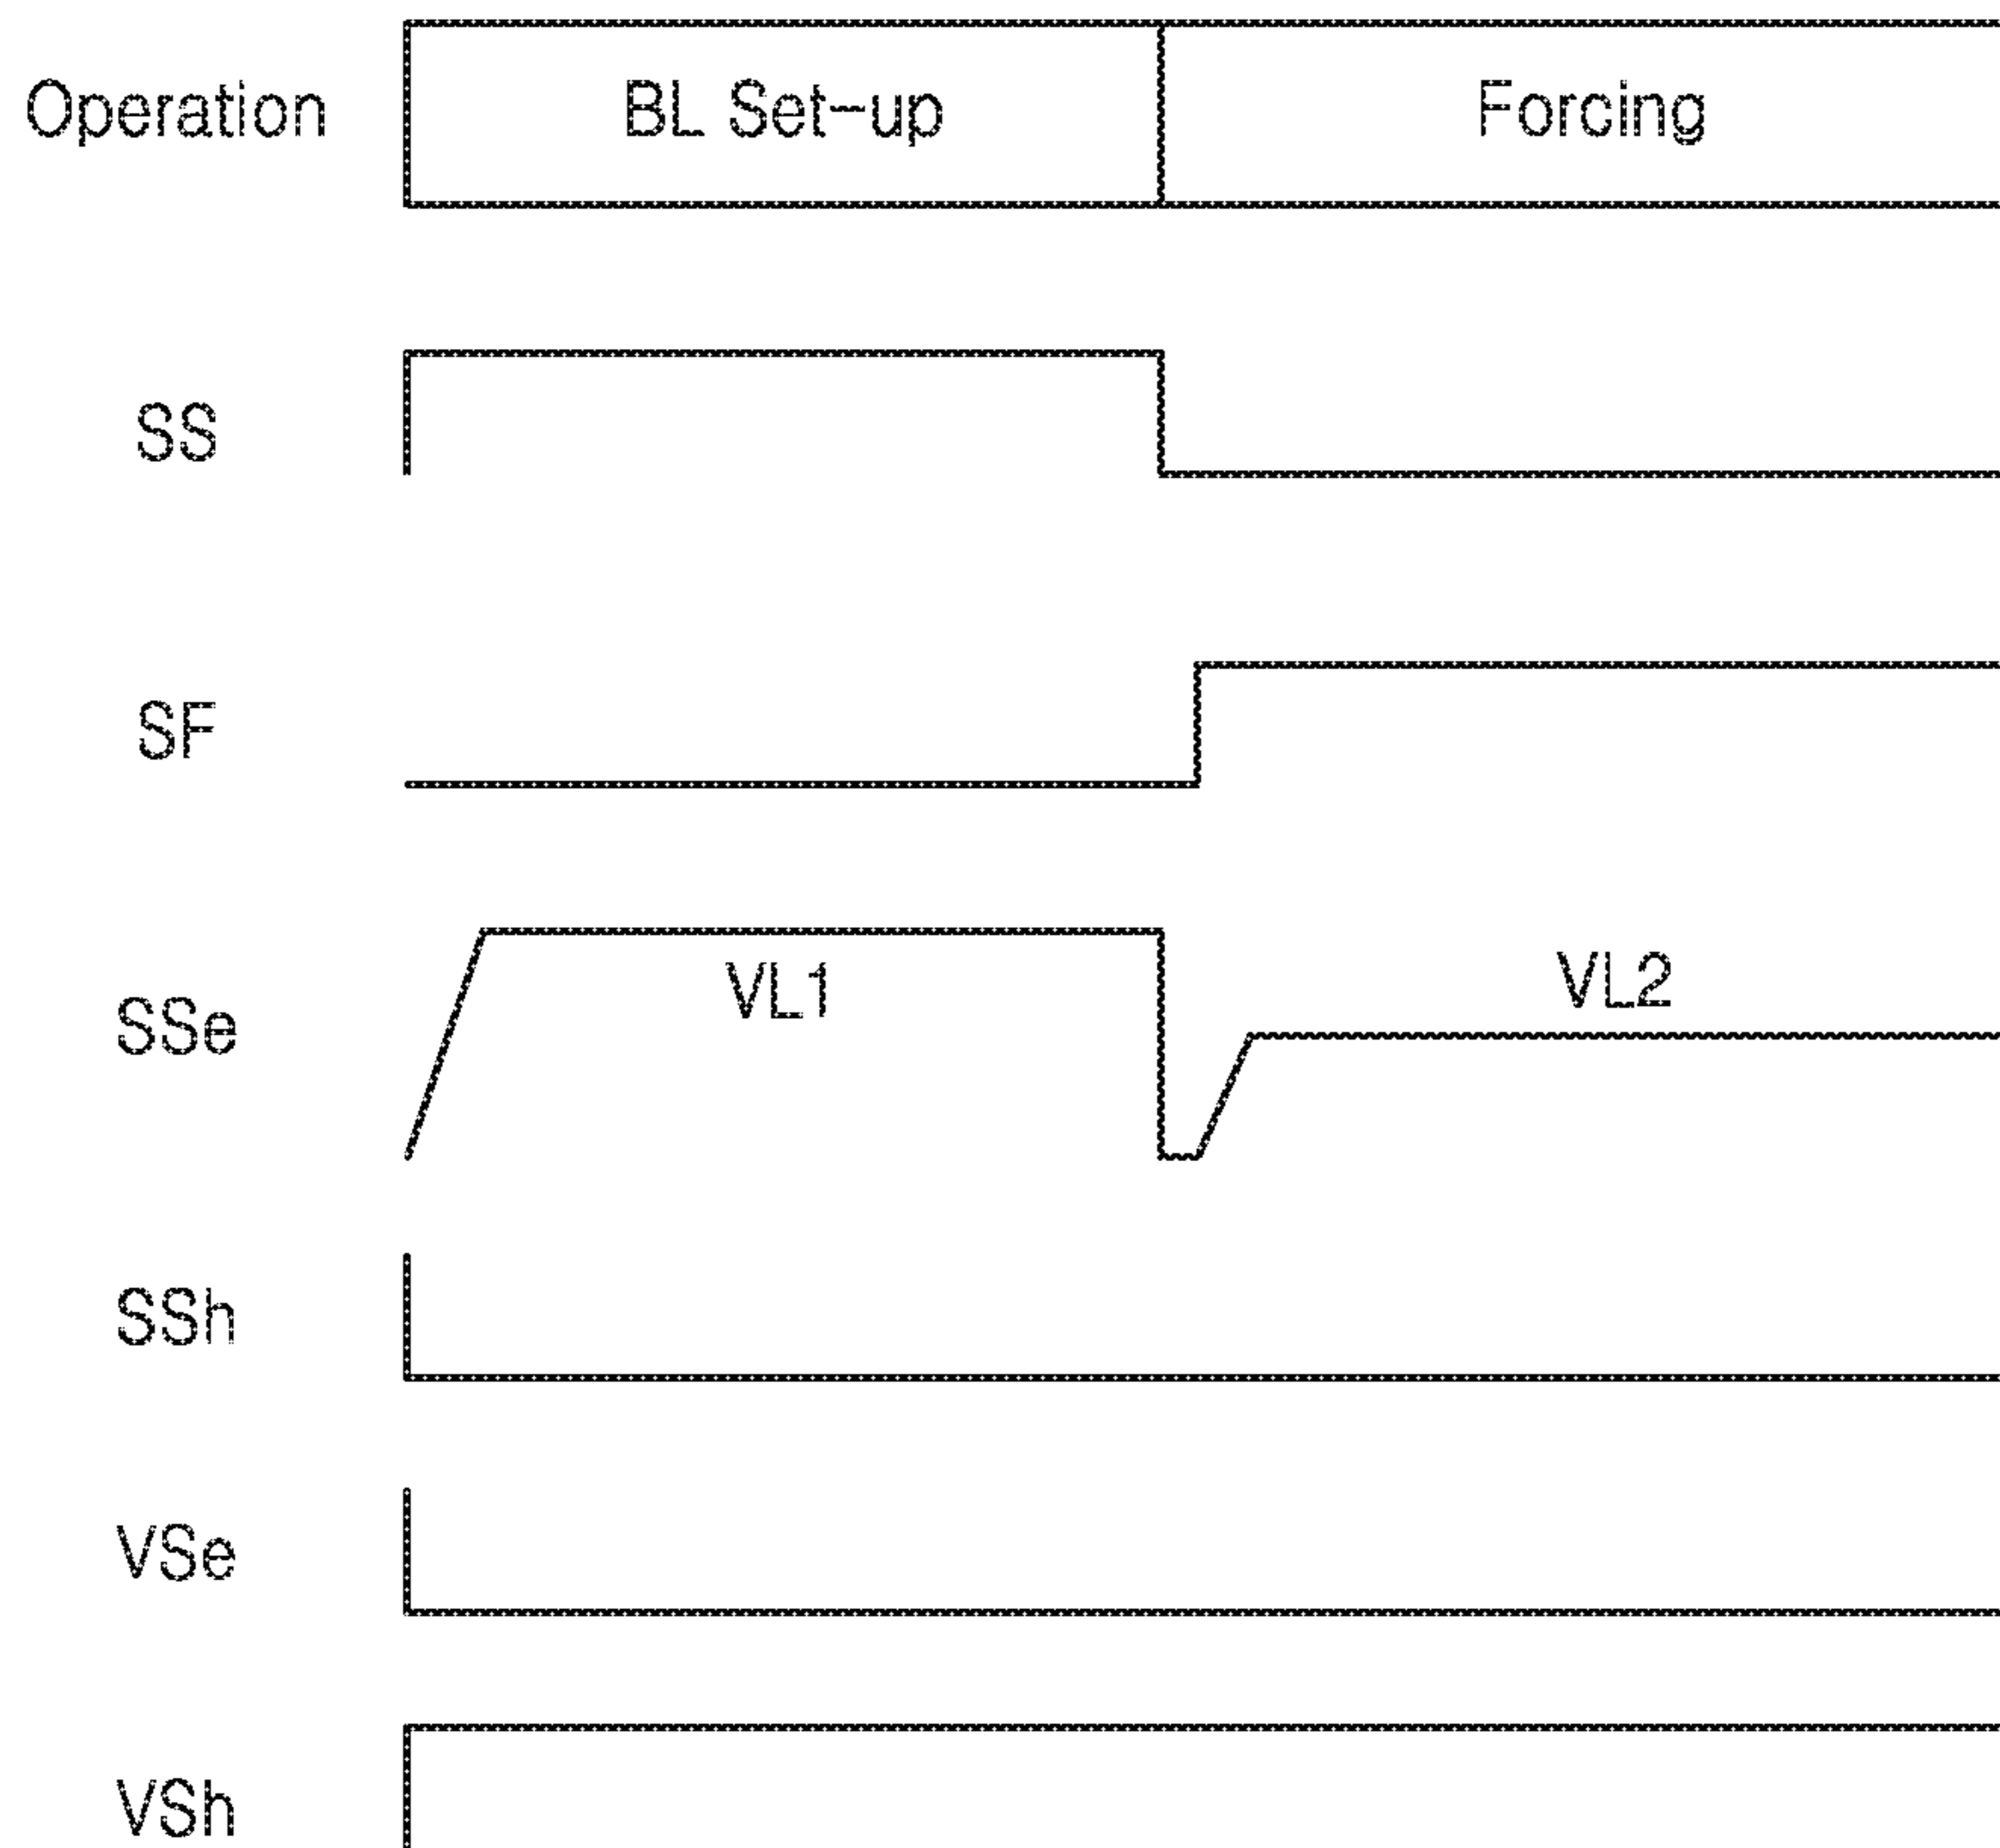 Operation BL Set-up Forcing
SS
SF
SSe VL1 VL2
SSh
VSe
VSh